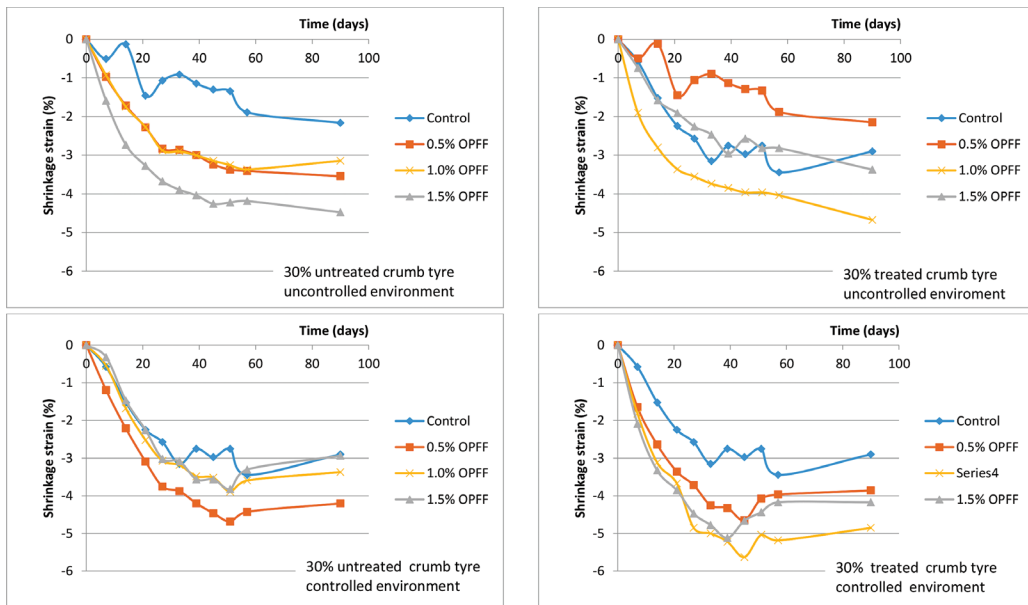 Time (days)
0
0 20 40 60 80 100
-1
-2
-3
-4
-5
-6
Shrinkage strain (%)
Control
0.5% OPFF
1.0% OPFF
1.5% OPFF
30% untreated crumb tyre
uncontrolled environment
Time (days)
0
0 20 40 60 80 100
-1
-2
-3
-4
-5
-6
Shrinkage strain (%)
Control
0.5% OPFF
1.0% OPFF
1.5% OPFF
30% treated crumb tyre
uncontrolled enviroment
Time (days)
0
0 20 40 60 80 100
-1
-2
-3
-4
-5
-6
Shrinkage strain (%)
Control
0.5% OPFF
1.0% OPFF
1.5% OPFF
30% untreated crumb tyre
controlled environment
Time (days)
0
0 20 40 60 80 100
-1
-2
-3
-4
-5
-6
Shrinkage strain (%)
Control
0.5% OPFF
Series4
1.5% OPFF
30% treated crumb tyre
controlled enviroment